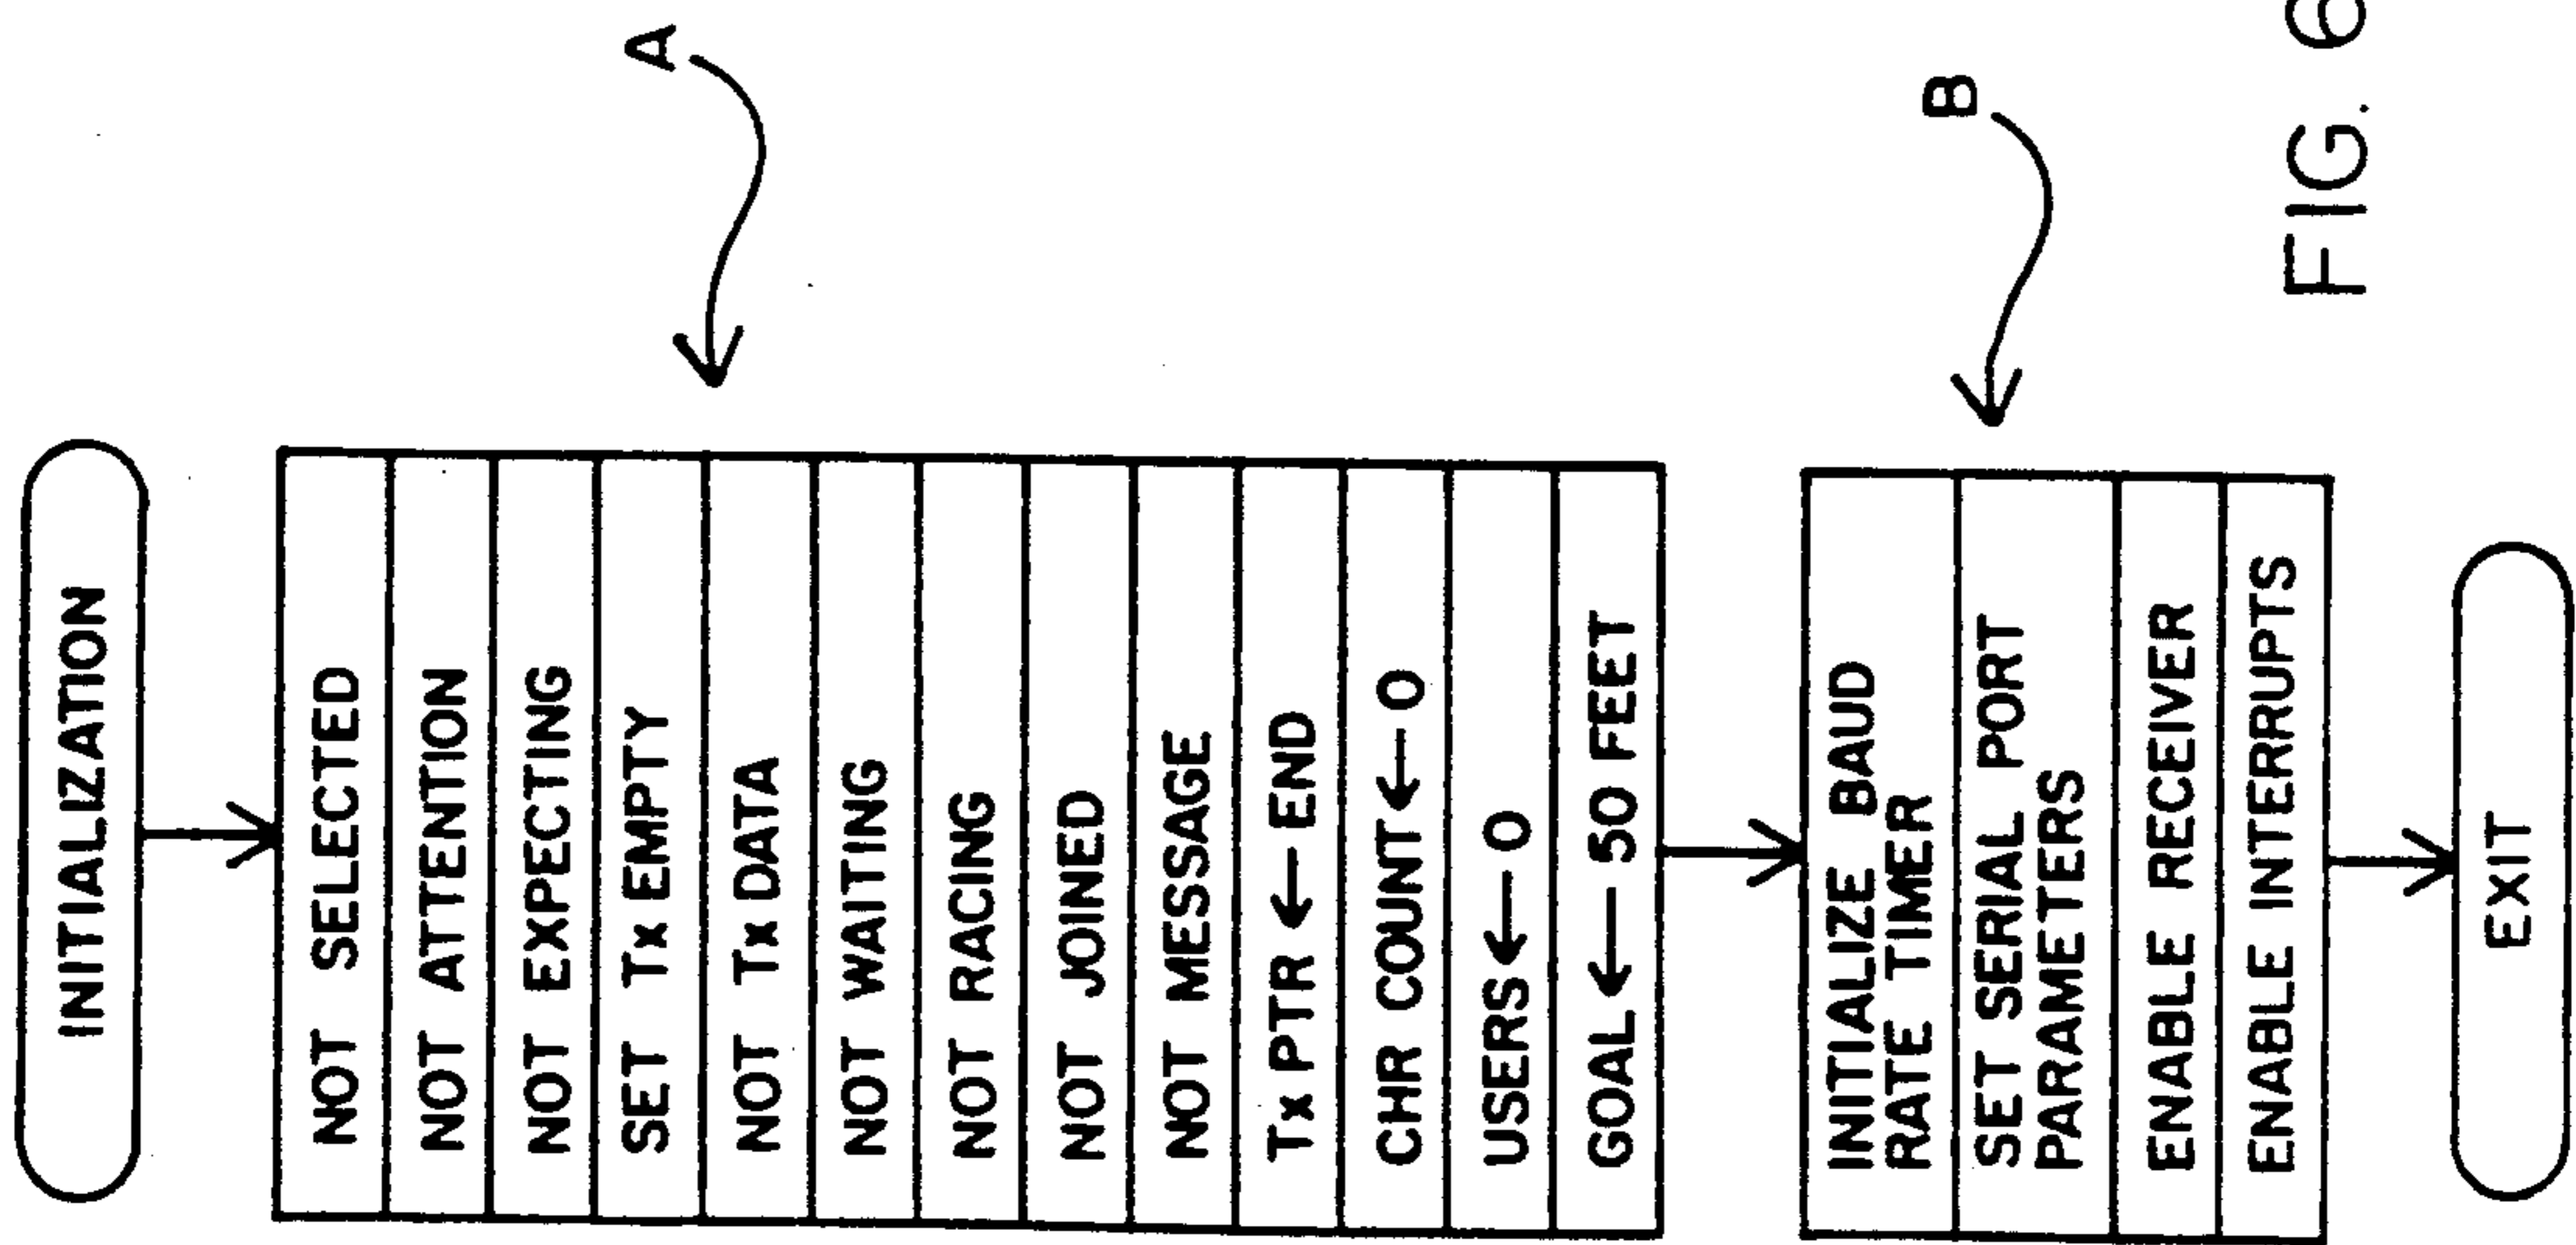 INITIALIZATION
A
NOT SELECTED
NOT ATTENTION
NOT EXPECTING
SET Tx EMPTY
NOT Tx DATA
NOT WAITING
NOT RACING
NOT JOINED
NOT MESSAGE
Tx PTR ← END
CHR COUNT ← 0
USERS ← 0
GOAL ← 50 FEET
B
INITIALIZE BAUD
RATE TIMER
SET SERIAL PORT
PARAMETERS
ENABLE RECEIVER
ENABLE INTERRUPTS
EXIT
FIG. 6